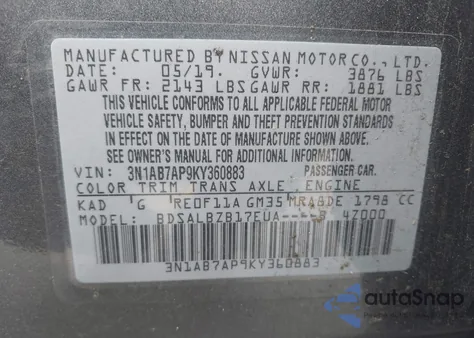 MANUFACTURED BY NISSAN MOTOR CO., LTD.
DATE: 05/19. GVWR: 3876 LBS
GAWR FR: 2143 LBS GAWR RR: 1881 LBS
THIS VEHICLE CONFORMS TO ALL APPLICABLE FEDERAL MOTOR
VEHICLE SAFETY, BUMPER AND THEFT PREVENTION STANDARDS
IN EFFECT ON THE DATE OF MANUFACTURE SHOWN ABOVE.
SEE OWNER'S MANUAL FOR ADDITIONAL INFORMATION.
VIN: 3N1AB7AP9KY360883 PASSENGER CAR.
COLOR TRIM TRANS AXLE ENGINE
KAD G RE0F11A GM35 MRA8DE 1798 CC
MODEL: BDSALBZB17EUA----B 4Z000
3N1AB7AP9KY360883
autoSnap